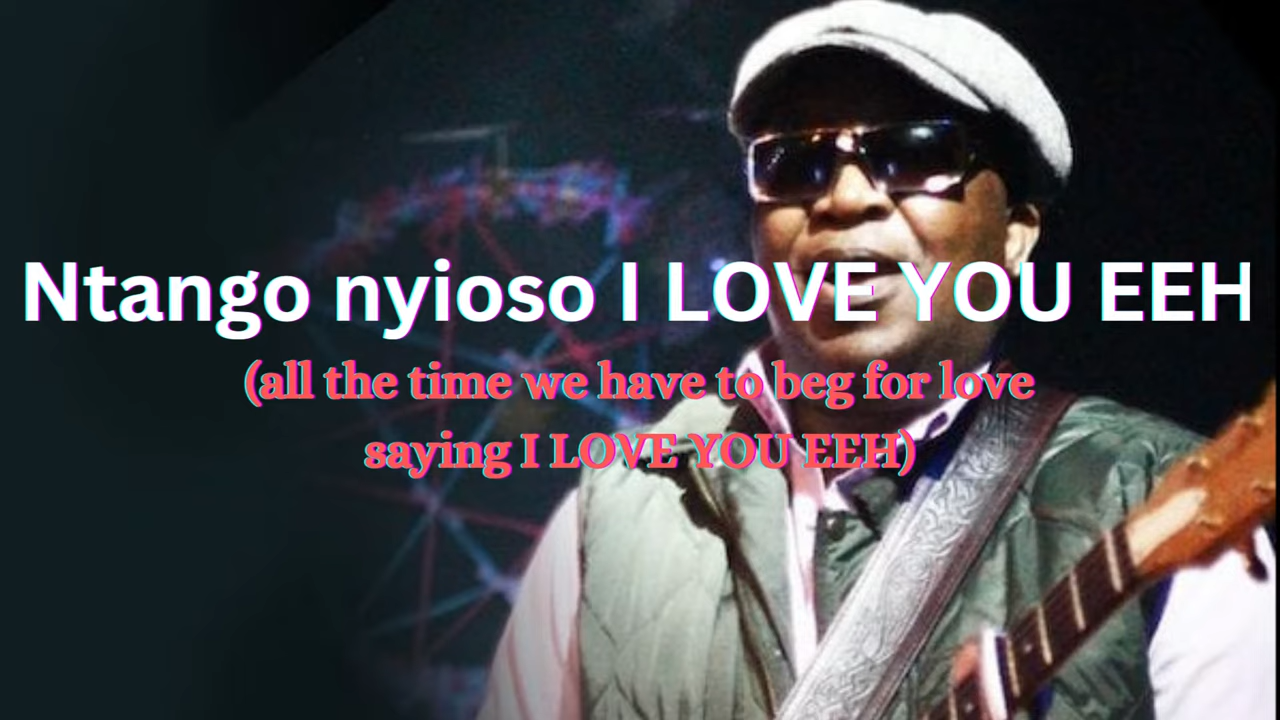 Ntango nyioso I LOVE YOU EEH
(all the time we have to beg for love
saying I LOVE YOU EEH)